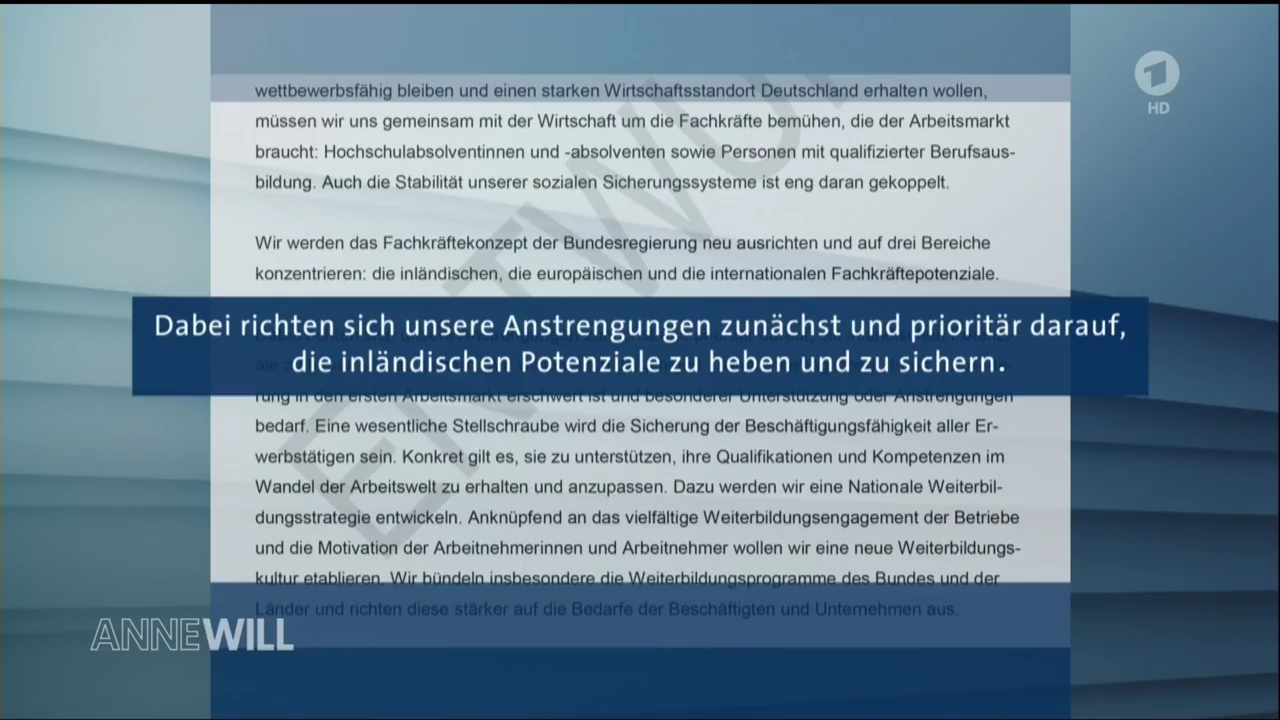 1
HD
wettbewerbsfähig bleiben und einen starken Wirtschaftsstandort Deutschland erhalten wollen,
müssen wir uns gemeinsam mit der Wirtschaft um die Fachkräfte bemühen, die der Arbeitsmarkt
braucht: Hochschulabsolventinnen und -absolventen sowie Personen mit qualifizierter Berufsaus-
bildung. Auch die Stabilität unserer sozialen Sicherungssysteme ist eng daran gekoppelt.
Wir werden das Fachkräftekonzept der Bundesregierung neu ausrichten und auf drei Bereiche
konzentrieren: die inländischen, die europäischen und die internationalen Fachkräftepotenziale.
Dabei richten sich unsere Anstrengungen zunächst und prioritär darauf,
die inländischen Potenziale zu heben und zu sichern.
rung in den ersten Arbeitsmarkt erschwert ist und besonderer Unterstützung oder Anstrengungen
bedarf. Eine wesentliche Stellschraube wird die Sicherung der Beschäftigungsfähigkeit aller Er-
werbstätigen sein. Konkret gilt es, sie zu unterstützen, ihre Qualifikationen und Kompetenzen im
Wandel der Arbeitswelt zu erhalten und anzupassen. Dazu werden wir eine Nationale Weiterbil-
dungsstrategie entwickeln. Anknüpfend an das vielfältige Weiterbildungsengagement der Betriebe
und die Motivation der Arbeitnehmerinnen und Arbeitnehmer wollen wir eine neue Weiterbildungs-
kultur etablieren. Wir bündeln insbesondere die Weiterbildungsprogramme des Bundes und der
Länder und richten diese stärker auf die Bedarfe der Beschäftigten und Unternehmen aus.
ANNEWILL